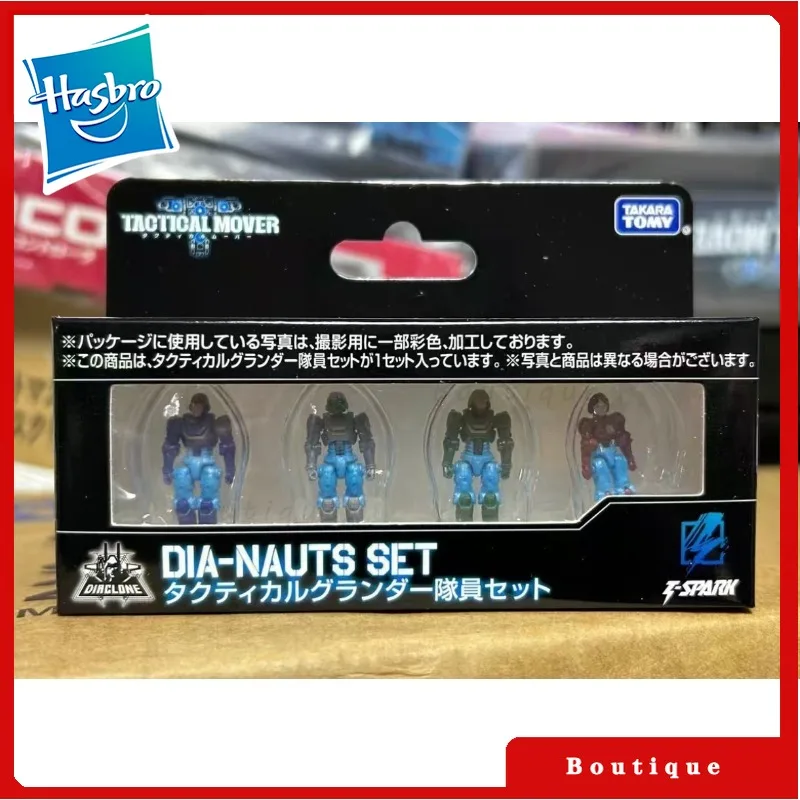 Hasbro
TACTICAL MOVER
タクティカルムーバー
TAKARA
TOMY
®
※パッケージに使用している写真は、撮影用に一部彩色、加工しております。
※この商品は、タクティカルグランダー隊員セットが1セット入っています。 ※写真と商品は異なる場合がございます。
DIACLONE
DIA-NAUTS SET
タクティカルグランダー隊員セット
T-SPARK
Boutique